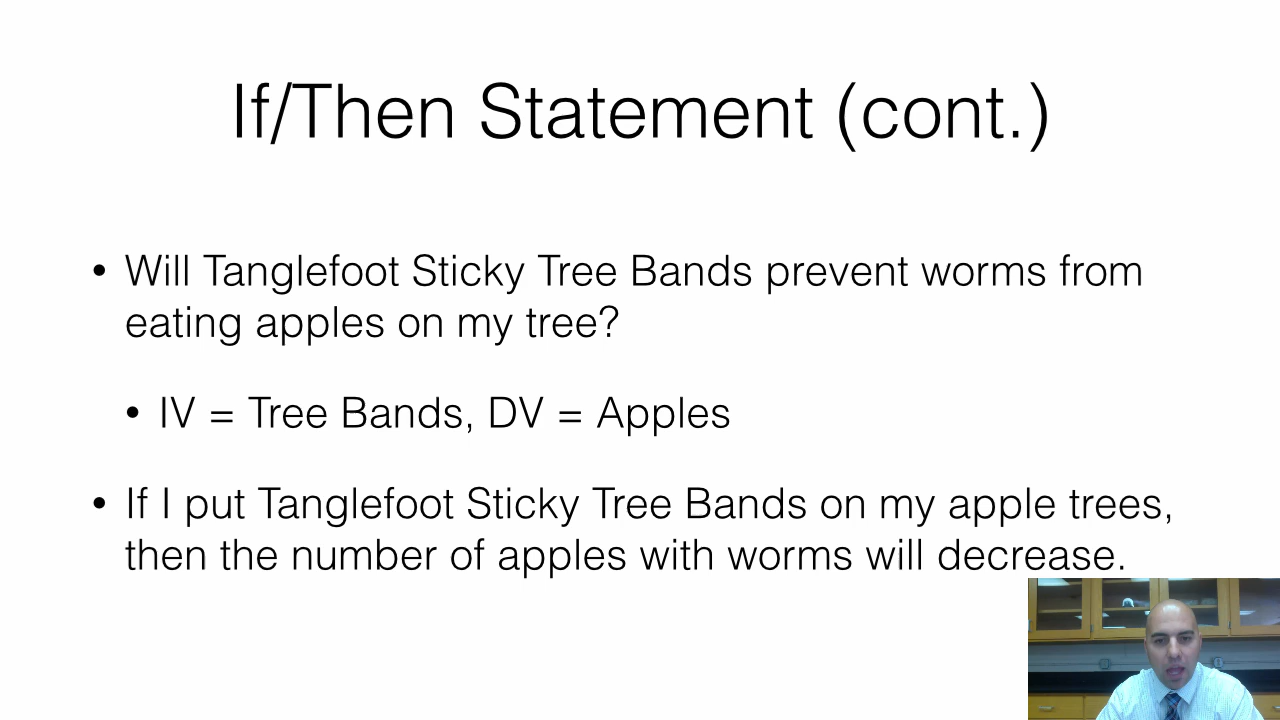 If/Then Statement (cont.)
• Will Tanglefoot Sticky Tree Bands prevent worms from
eating apples on my tree?
• IV = Tree Bands, DV = Apples
• If I put Tanglefoot Sticky Tree Bands on my apple trees,
then the number of apples with worms will decrease.